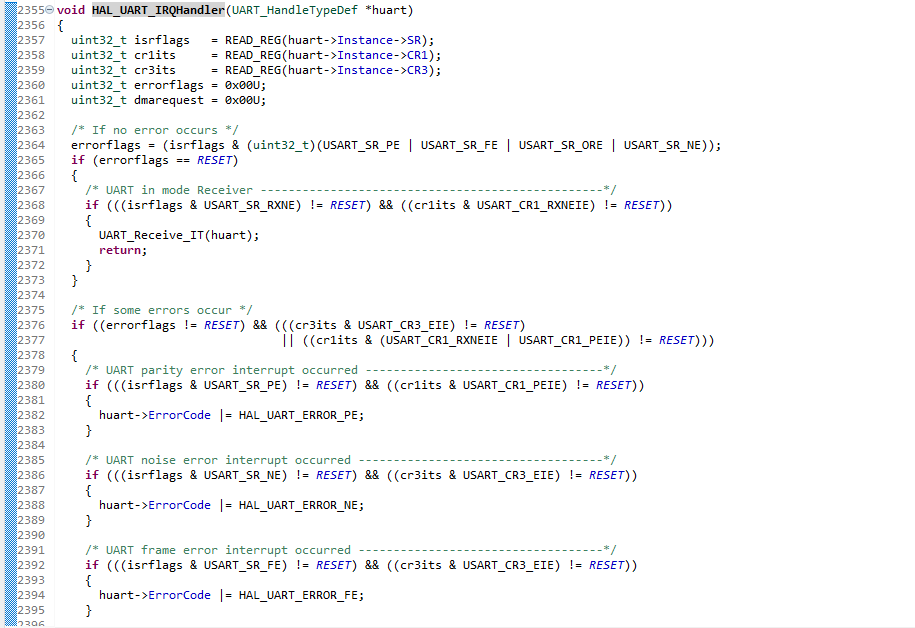 2355 void HAL_UART_IRQHandler(UART_HandleTypeDef *huart)
2356 {
2357   uint32_t isrflags   = READ_REG(huart->Instance->SR);
2358   uint32_t cr1its     = READ_REG(huart->Instance->CR1);
2359   uint32_t cr3its     = READ_REG(huart->Instance->CR3);
2360   uint32_t errorflags = 0x00U;
2361   uint32_t dmarequest = 0x00U;
2362
2363   /* If no error occurs */
2364   errorflags = (isrflags & (uint32_t)(USART_SR_PE | USART_SR_FE | USART_SR_ORE | USART_SR_NE));
2365   if (errorflags == RESET)
2366   {
2367     /* UART in mode Receiver -------------------------------------------------*/
2368     if (((isrflags & USART_SR_RXNE) != RESET) && ((cr1its & USART_CR1_RXNEIE) != RESET))
2369     {
2370       UART_Receive_IT(huart);
2371       return;
2372     }
2373   }
2374
2375   /* If some errors occur */
2376   if ((errorflags != RESET) && (((cr3its & USART_CR3_EIE) != RESET)
2377                                 || ((cr1its & (USART_CR1_RXNEIE | USART_CR1_PEIE)) != RESET)))
2378   {
2379     /* UART parity error interrupt occurred ----------------------------------*/
2380     if (((isrflags & USART_SR_PE) != RESET) && ((cr1its & USART_CR1_PEIE) != RESET))
2381     {
2382       huart->ErrorCode |= HAL_UART_ERROR_PE;
2383     }
2384
2385     /* UART noise error interrupt occurred -----------------------------------*/
2386     if (((isrflags & USART_SR_NE) != RESET) && ((cr3its & USART_CR3_EIE) != RESET))
2387     {
2388       huart->ErrorCode |= HAL_UART_ERROR_NE;
2389     }
2390
2391     /* UART frame error interrupt occurred -----------------------------------*/
2392     if (((isrflags & USART_SR_FE) != RESET) && ((cr3its & USART_CR3_EIE) != RESET))
2393     {
2394       huart->ErrorCode |= HAL_UART_ERROR_FE;
2395     }
2396